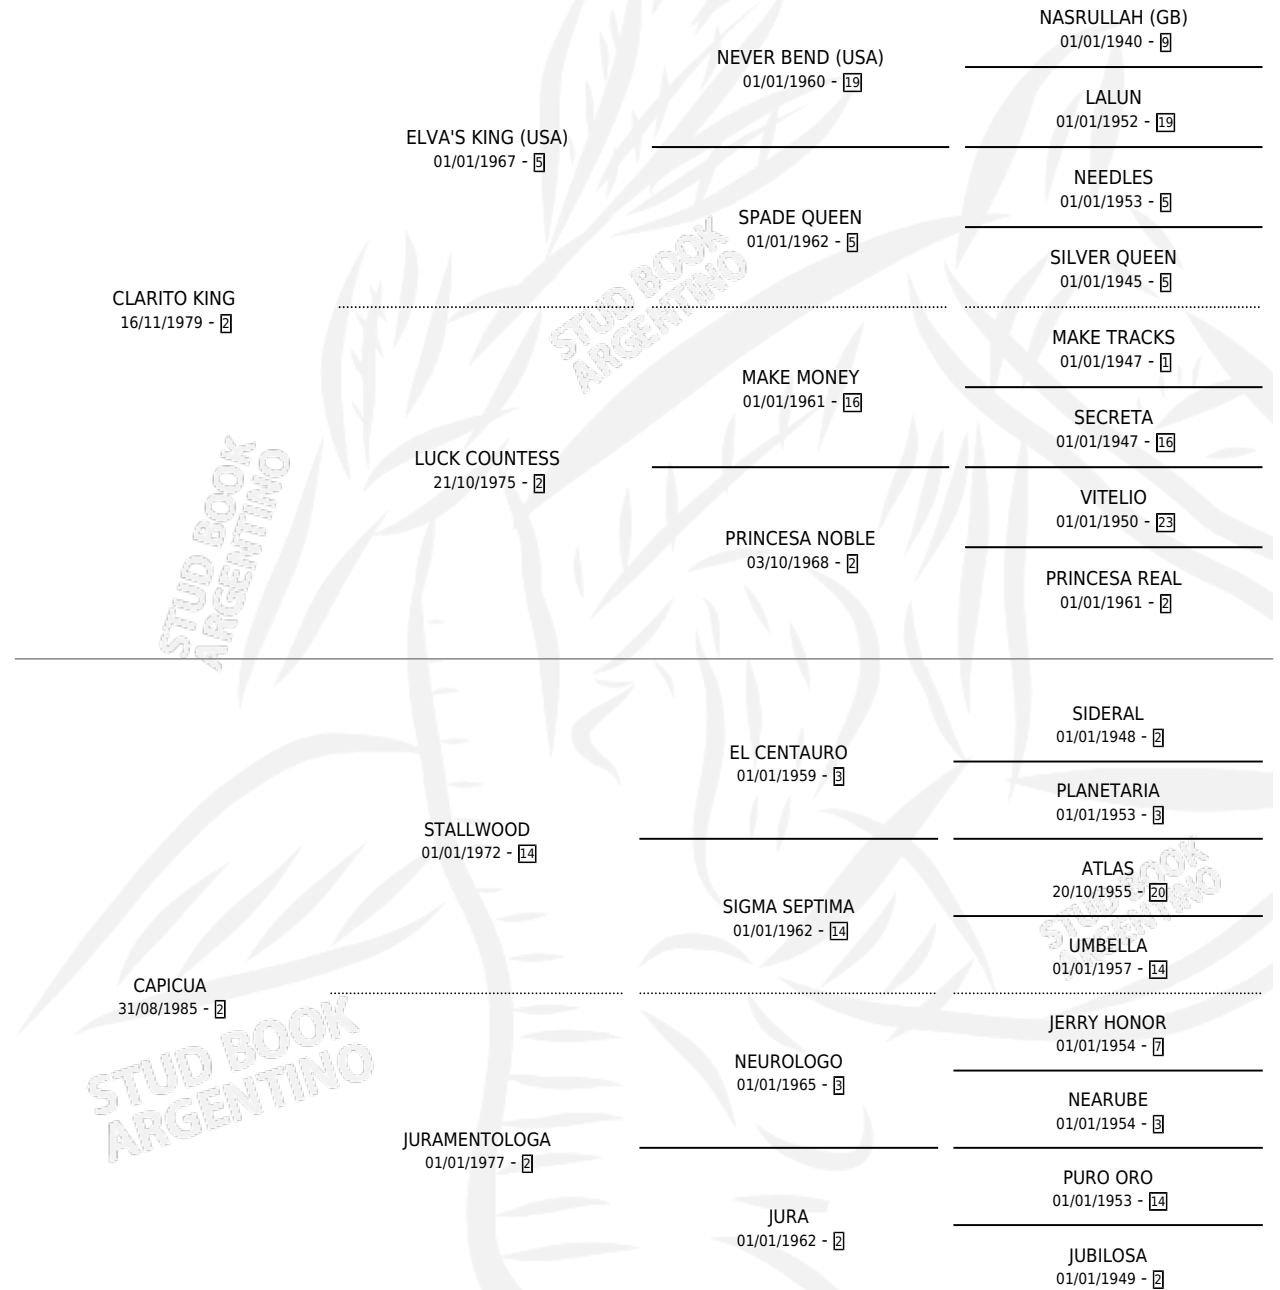 NASRULLAH (GB)
01/01/1940 - 9
NEVER BEND (USA)
01/01/1960 - 19
LALUN
01/01/1952 - 19
ELVA'S KING (USA)
01/01/1967 - 5
NEEDLES
01/01/1953 - 5
SPADE QUEEN
01/01/1962 - 5
SILVER QUEEN
01/01/1945 - 5
CLARITO KING
16/11/1979 - 2
STUD BOOK
ARGENTINO
MAKE TRACKS
01/01/1947 - 1
MAKE MONEY
01/01/1961 - 16
SECRETA
01/01/1947 - 16
LUCK COUNTESS
21/10/1975 - 2
VITELIO
01/01/1950 - 23
PRINCESA NOBLE
03/10/1968 - 2
PRINCESA REAL
01/01/1961 - 2
STUD BOOK
ARGENTINO
SIDERAL
01/01/1948 - 2
EL CENTAURO
01/01/1959 - 3
PLANETARIA
01/01/1953 - 3
STALLWOOD
01/01/1972 - 14
ATLAS
20/10/1955 - 20
SIGMA SEPTIMA
01/01/1962 - 14
STUD BOOK
ARGENTINO
UMBELLA
01/01/1957 - 14
CAPICUA
31/08/1985 - 2
STUD BOOK
ARGENTINO
JERRY HONOR
01/01/1954 - 7
NEUROLOGO
01/01/1965 - 3
NEARUBE
01/01/1954 - 3
JURAMENTOLOGA
01/01/1977 - 2
PURO ORO
01/01/1953 - 14
JURA
01/01/1962 - 2
JUBILOSA
01/01/1949 - 2